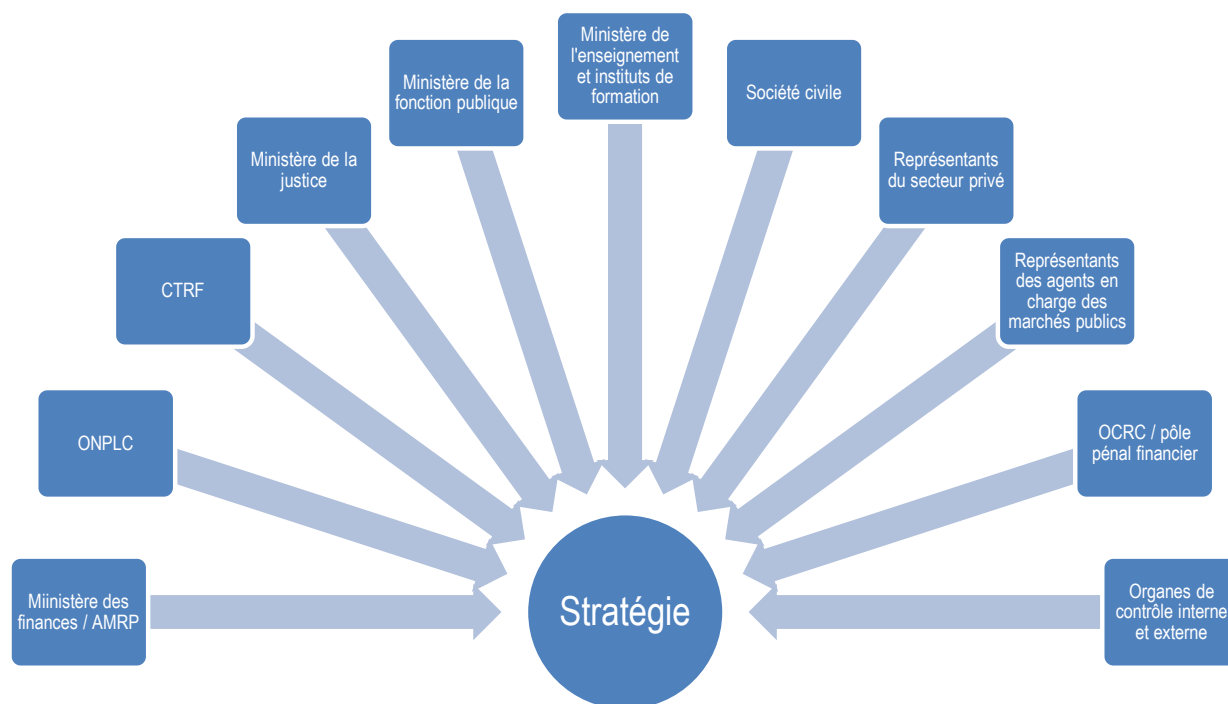 Ministère de
l'enseignement
et instituts de
formation
Ministère de la
fonction publique
Société civile
Ministère de la
justice
Représentants
du secteur privé
CTRF
Représentants
des agents en
charge des
marchés publics
ONPLC
OCRC / pôle
pénal financier
Miinistère des
finances / AMRP
Stratégie
Organes de
contrôle interne
et externe